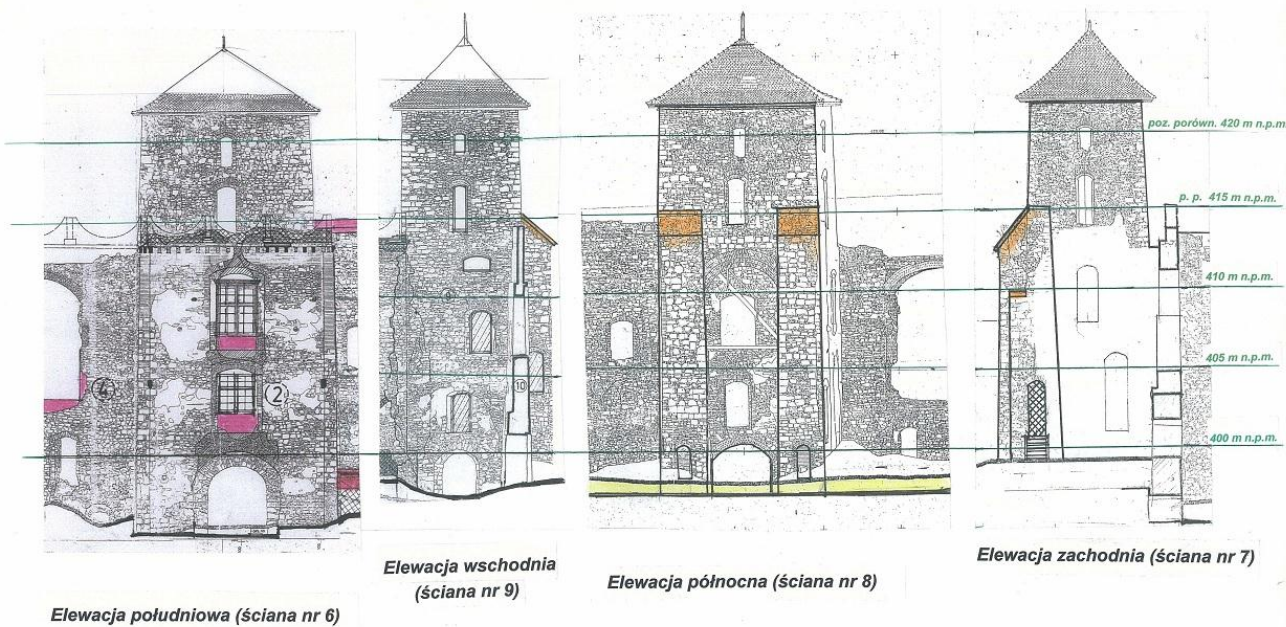 poz. porówn. 420 m n.p.m
p. p. 415 m n.p.m.
410 m n.p.m.
405 m n.p.m.
400 m n.p.m.
4
2
10
Elewacja południowa (ściana nr 6)
Elewacja wschodnia
(ściana nr 9)
Elewacja północna (ściana nr 8)
Elewacja zachodnia (ściana nr 7)